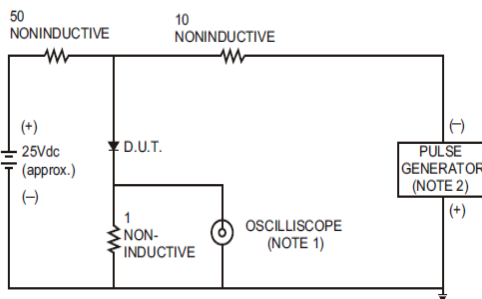 50
NONINDUCTIVE
10
NONINDUCTIVE
(+)
25Vdc
(approx.)
(–)
D.U.T.
1
NON-
INDUCTIVE
OSCILLISCOPE
(NOTE 1)
(–)
PULSE
GENERATOR
(NOTE 2)
(+)